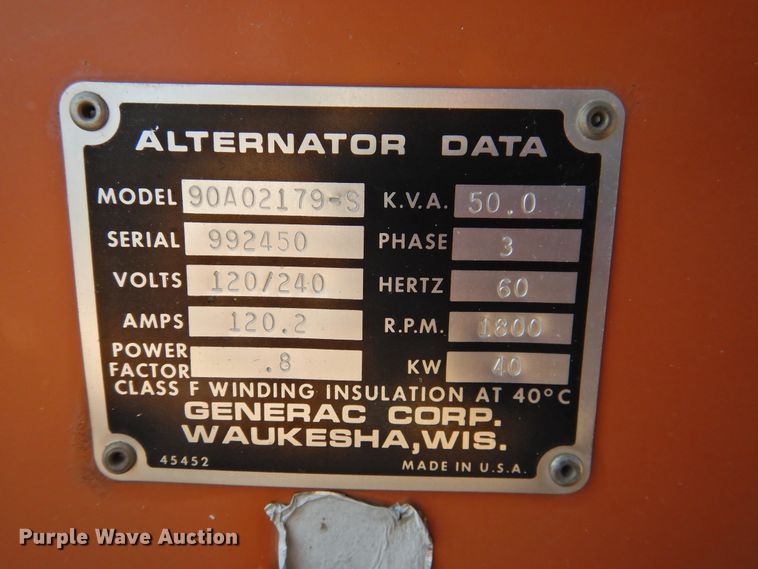 ALTERNATOR DATA
MODEL 90A02179-S K.V.A. 50.0
SERIAL 992450 PHASE 3
VOLTS 120/240 HERTZ 60
AMPS 120.2 R.P.M. 1800
POWER FACTOR .8 KW 40
CLASS F WINDING INSULATION AT 40°C
GENERAC CORP.
WAUKESHA, WIS.
45452 MADE IN U.S.A.
Purple Wave Auction